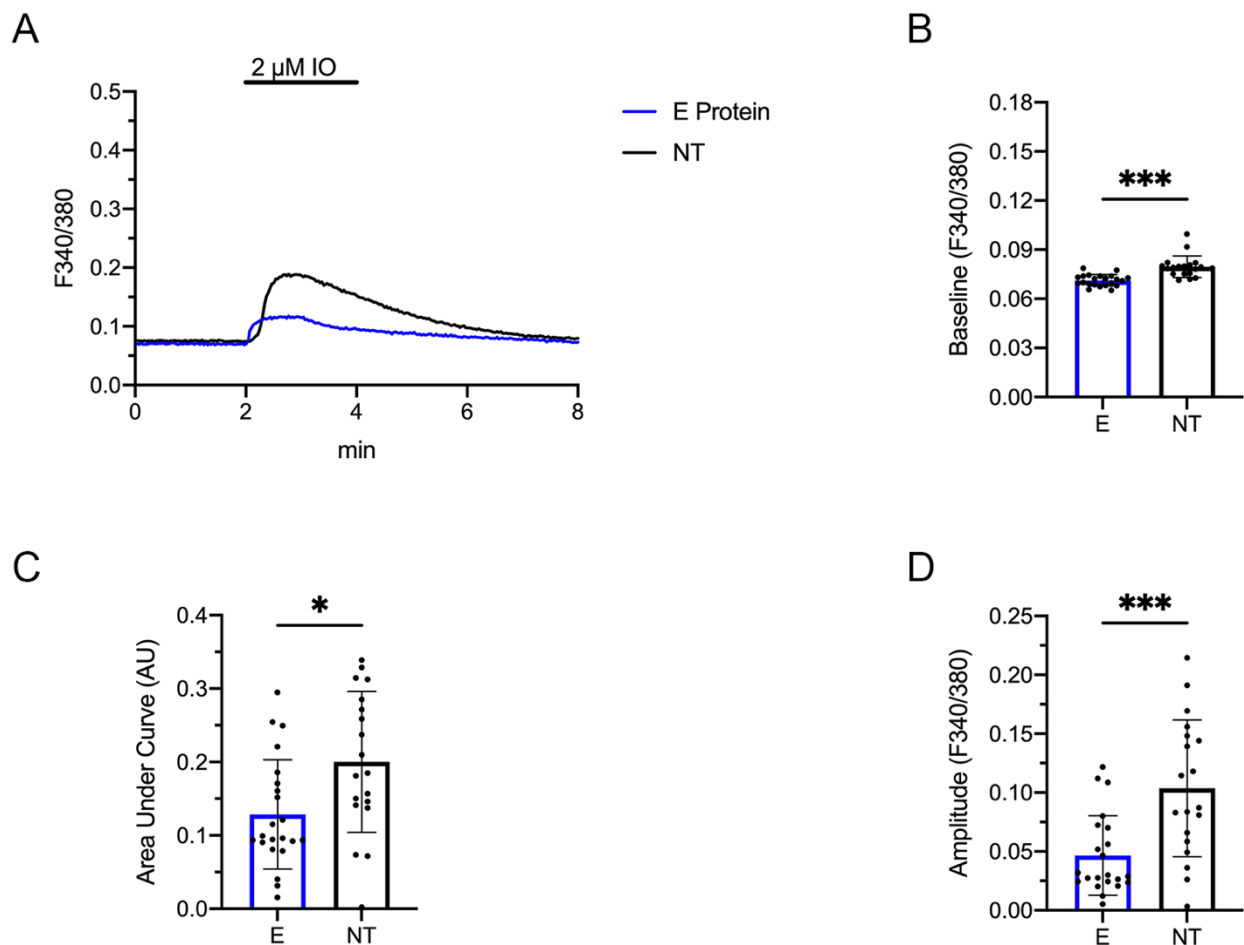 A
2 µM IO
0.5
0.4
0.3
0.2
0.1
0.0
F340/380
0 2 4 6 8
min
E Protein
NT
B
***
0.18
0.15
0.12
0.09
0.06
0.03
0.00
Baseline (F340/380)
E NT
C
*
0.4
0.3
0.2
0.1
0.0
Area Under Curve (AU)
E NT
D
***
0.25
0.20
0.15
0.10
0.05
0.00
Amplitude (F340/380)
E NT